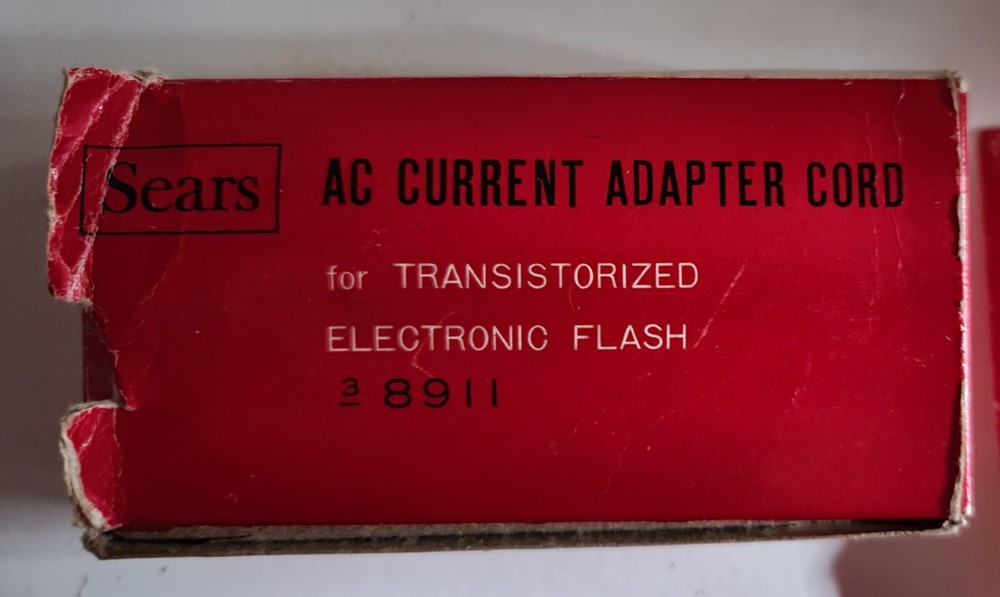 Sears
AC CURRENT ADAPTER CORD
for TRANSISTORIZED
ELECTRONIC FLASH
3 8911